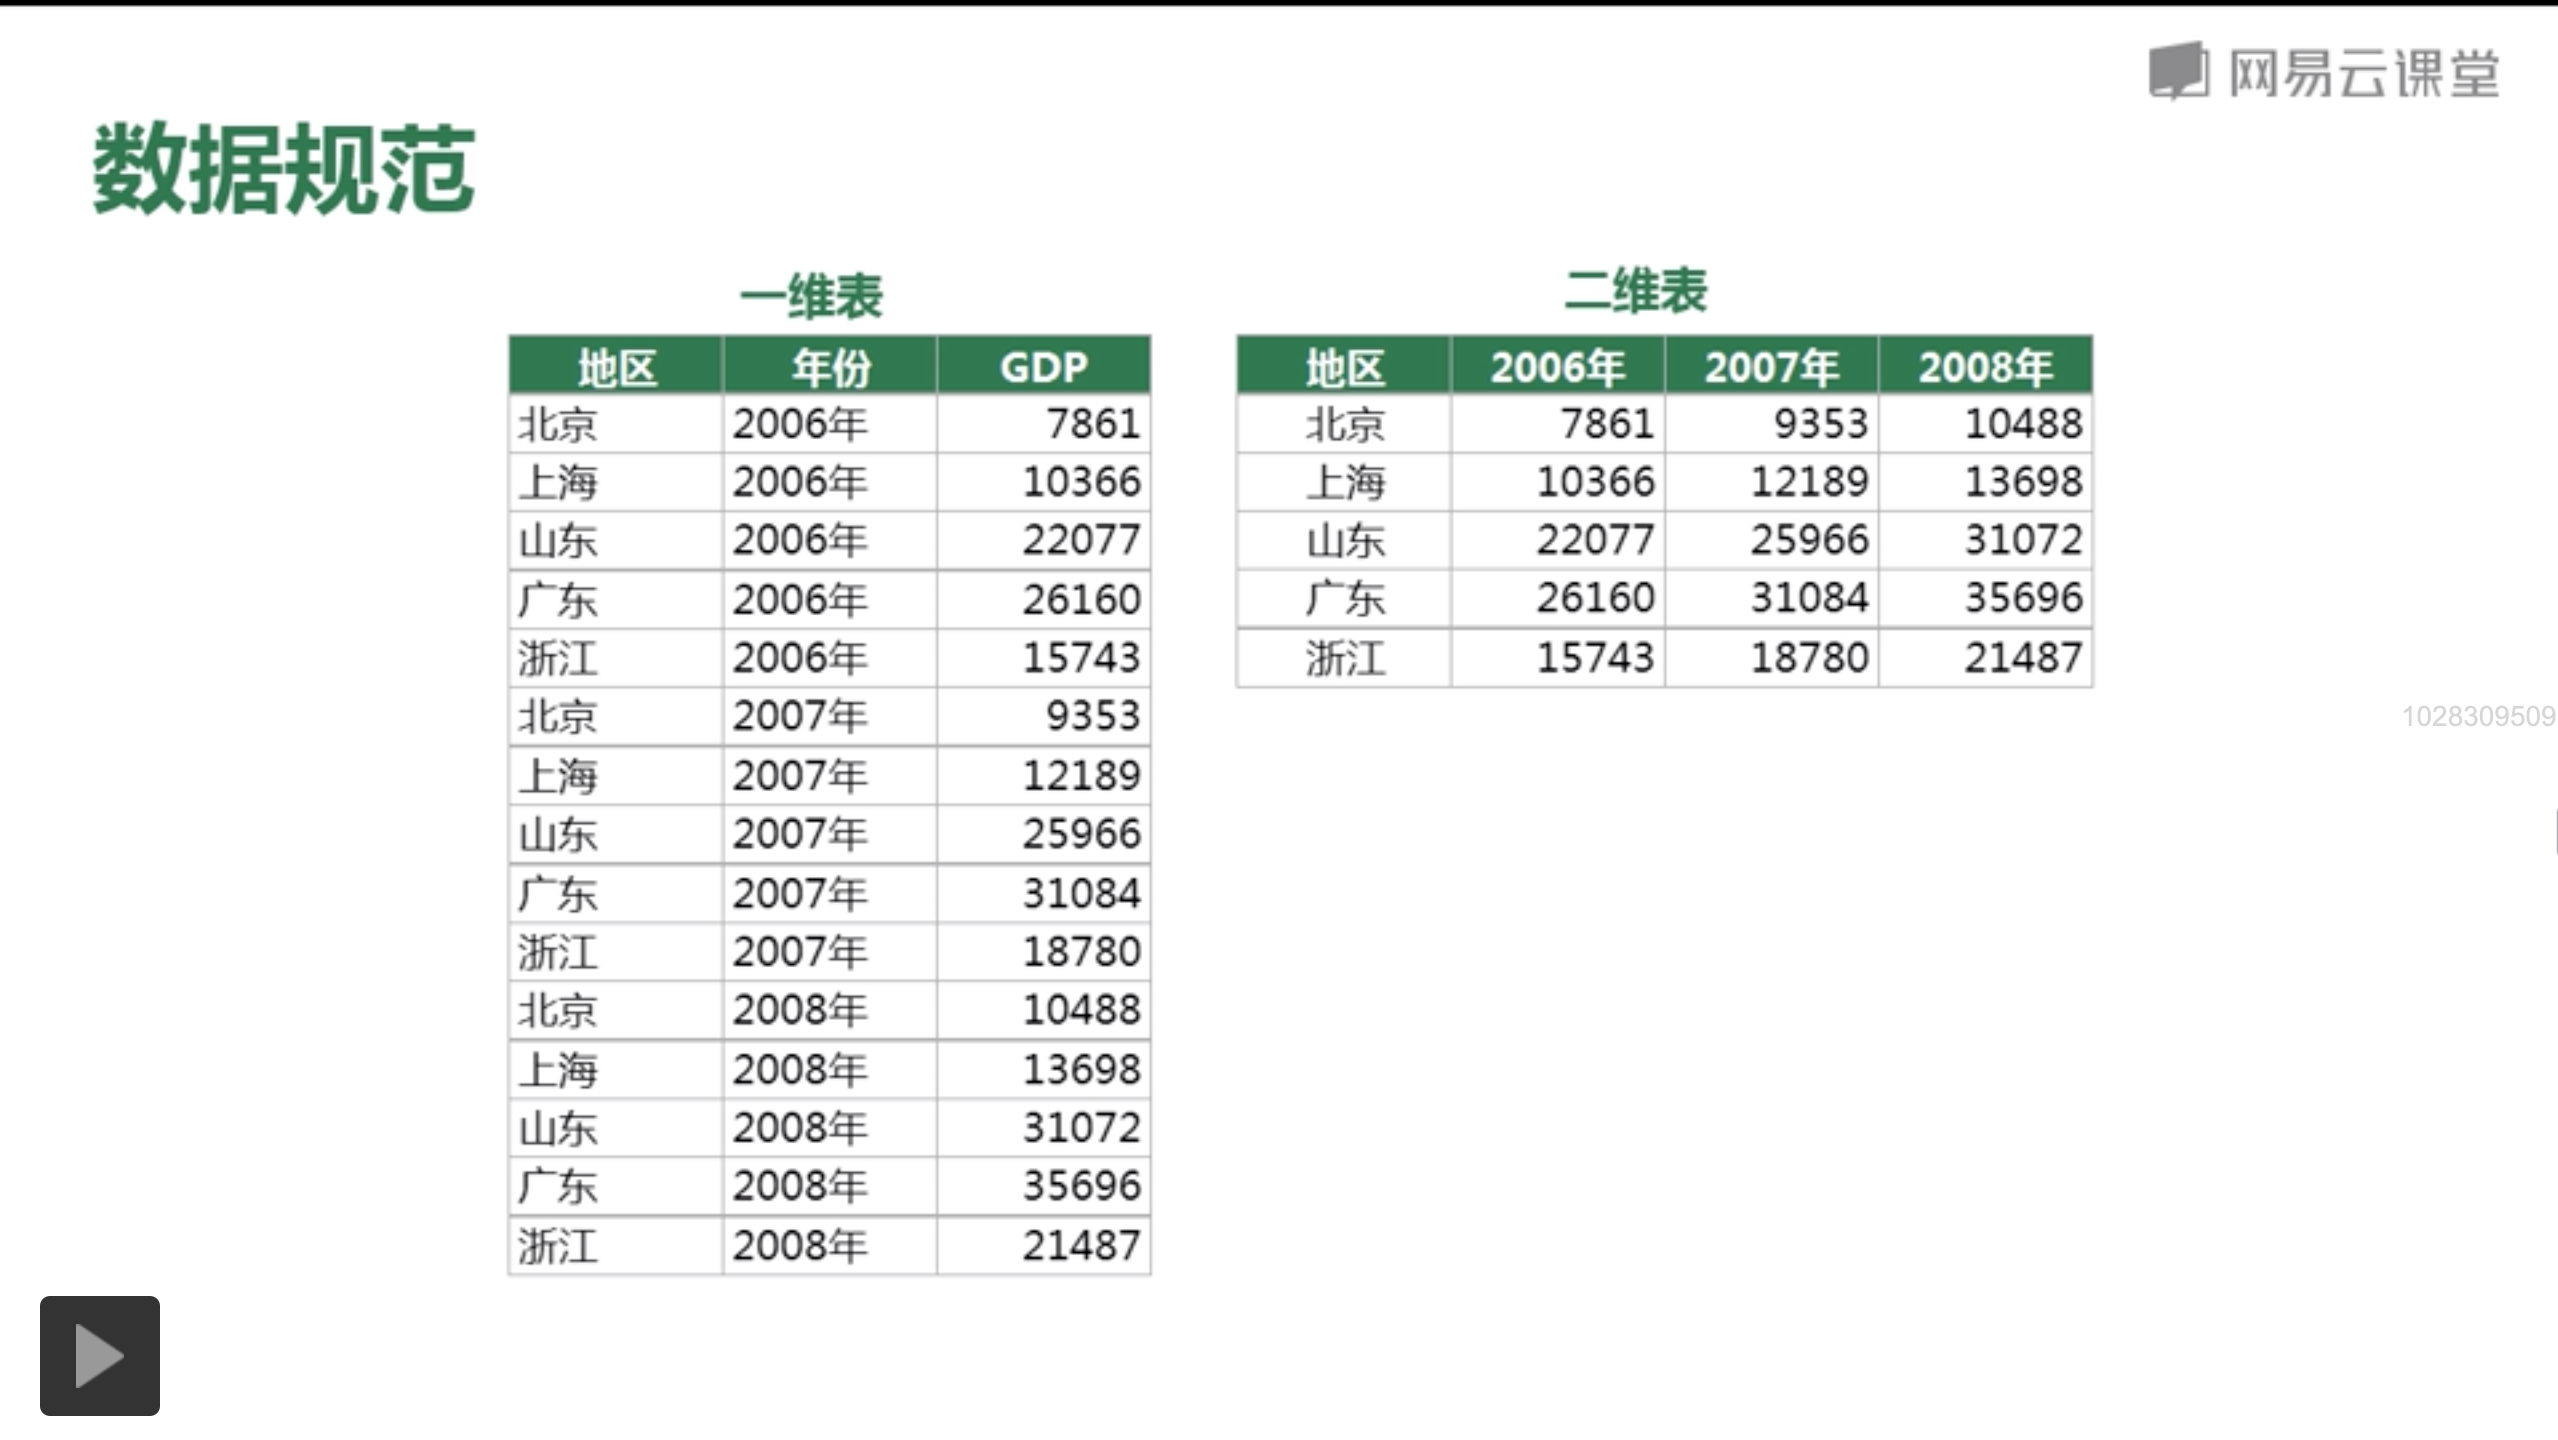 网易云课堂
数据规范
一维表
地区 年份 GDP
北京 2006年 7861
上海 2006年 10366
山东 2006年 22077
广东 2006年 26160
浙江 2006年 15743
北京 2007年 9353
上海 2007年 12189
山东 2007年 25966
广东 2007年 31084
浙江 2007年 18780
北京 2008年 10488
上海 2008年 13698
山东 2008年 31072
广东 2008年 35696
浙江 2008年 21487
二维表
地区 2006年 2007年 2008年
北京 7861 9353 10488
上海 10366 12189 13698
山东 22077 25966 31072
广东 26160 31084 35696
浙江 15743 18780 21487
1028309509